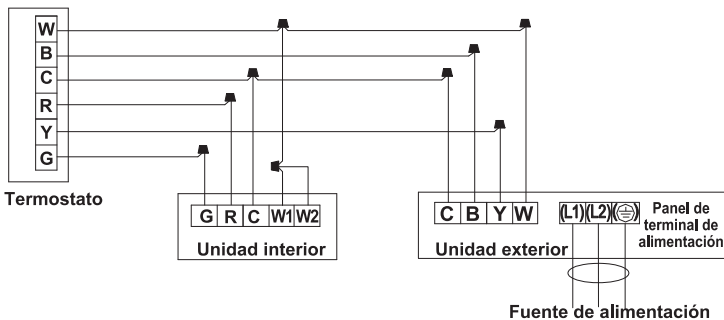 W
B
C
R
Y
G
Termostato
G R C W1 W2
Unidad interior
C B Y W
Unidad exterior
(L1)(L2)(⏚)
Panel de
terminal de
alimentación
Fuente de alimentación